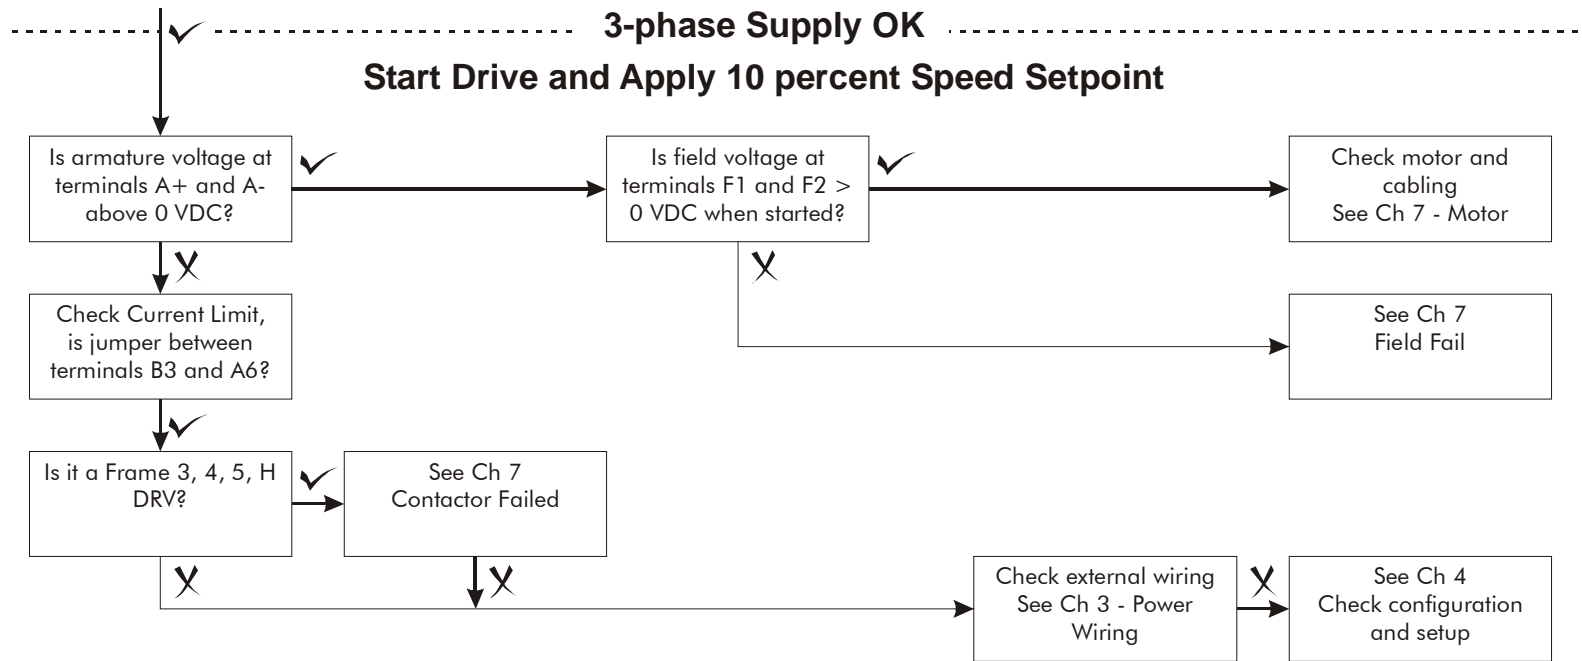 3-phase Supply OK
Start Drive and Apply 10 percent Speed Setpoint
Is armature voltage at
terminals A+ and A-
above 0 VDC?
Is field voltage at
terminals F1 and F2 >
0 VDC when started?
Check motor and
cabling
See Ch 7 - Motor
Check Current Limit,
is jumper between
terminals B3 and A6?
See Ch 7
Field Fail
Is it a Frame 3, 4, 5, H
DRV?
See Ch 7
Contactor Failed
Check external wiring
See Ch 3 - Power
Wiring
See Ch 4
Check configuration
and setup